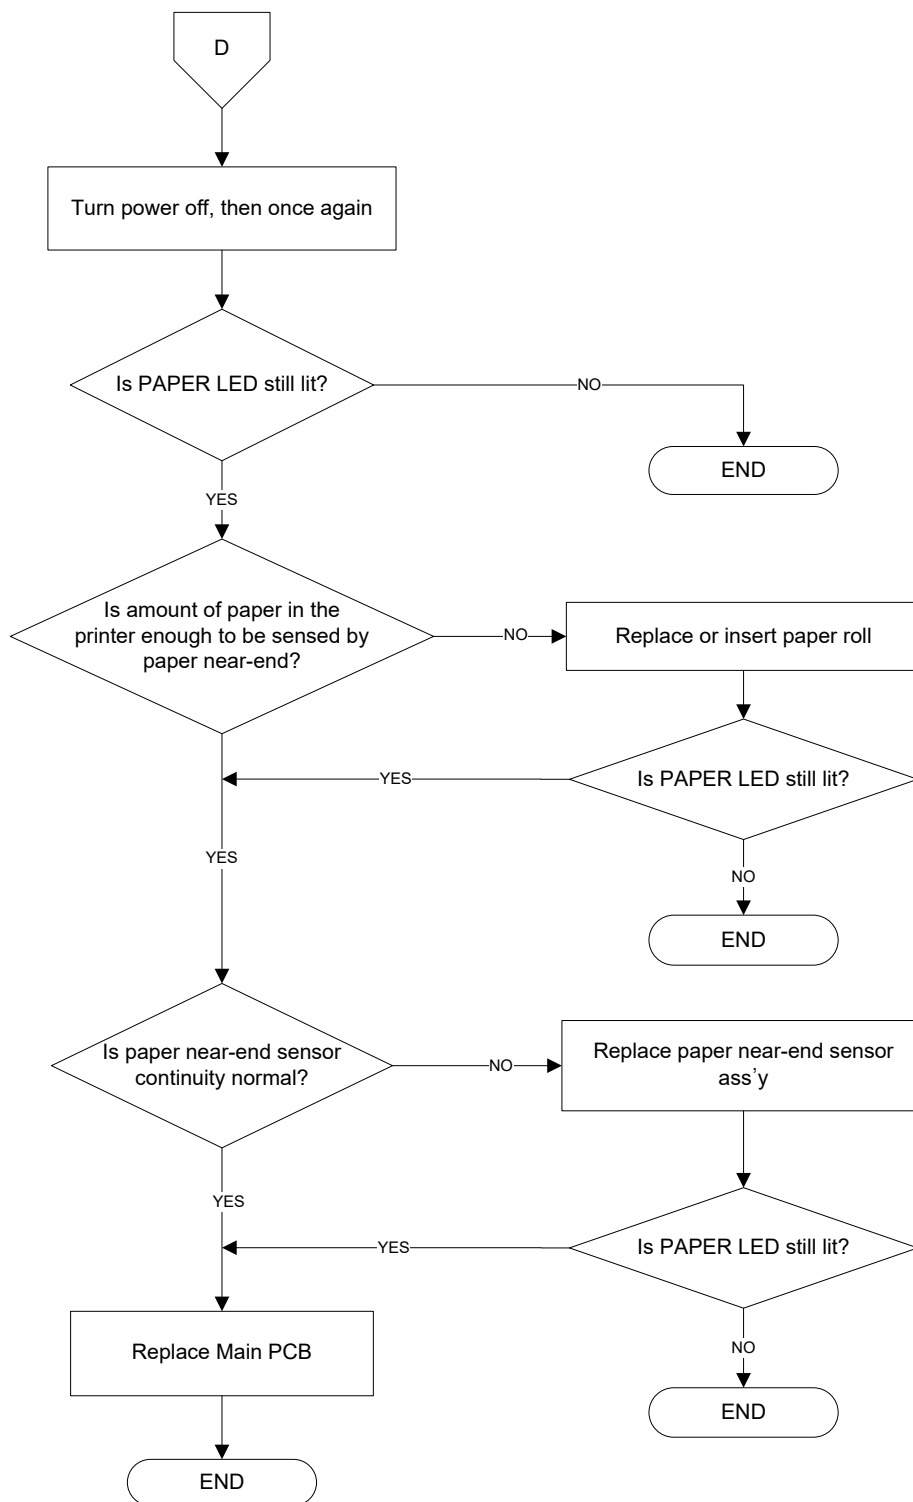 D
Turn power off, then once again
Is PAPER LED still lit?
NO
END
YES
Is amount of paper in the
printer enough to be sensed by
paper near-end?
NO
Replace or insert paper roll
YES
Is PAPER LED still lit?
YES
NO
END
Is paper near-end sensor
continuity normal?
NO
Replace paper near-end sensor
ass’y
YES
YES
Is PAPER LED still lit?
Replace Main PCB
NO
END
END